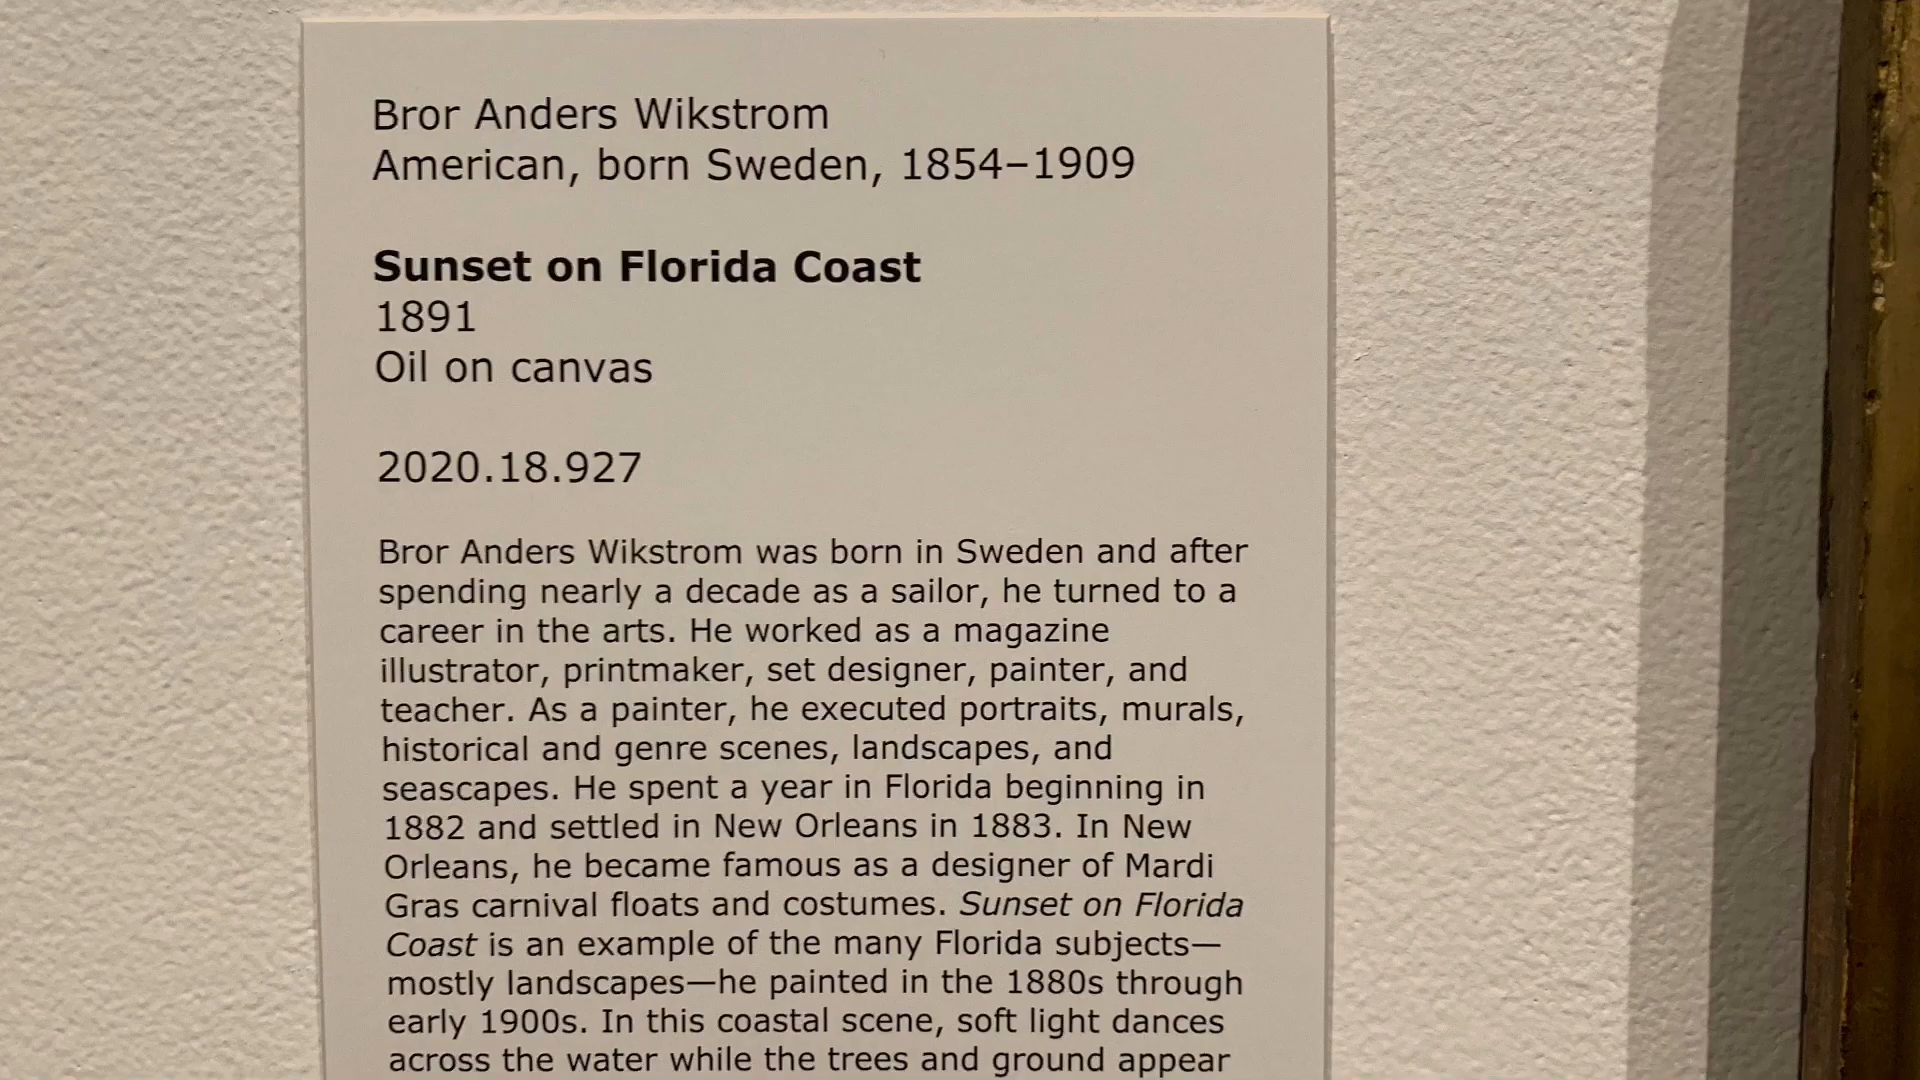 Bror Anders Wikstrom
American, born Sweden, 1854–1909
Sunset on Florida Coast
1891
Oil on canvas
2020.18.927
Bror Anders Wikstrom was born in Sweden and after
spending nearly a decade as a sailor, he turned to a
career in the arts. He worked as a magazine
illustrator, printmaker, set designer, painter, and
teacher. As a painter, he executed portraits, murals,
historical and genre scenes, landscapes, and
seascapes. He spent a year in Florida beginning in
1882 and settled in New Orleans in 1883. In New
Orleans, he became famous as a designer of Mardi
Gras carnival floats and costumes. Sunset on Florida
Coast is an example of the many Florida subjects—
mostly landscapes—he painted in the 1880s through
early 1900s. In this coastal scene, soft light dances
across the water while the trees and ground appear